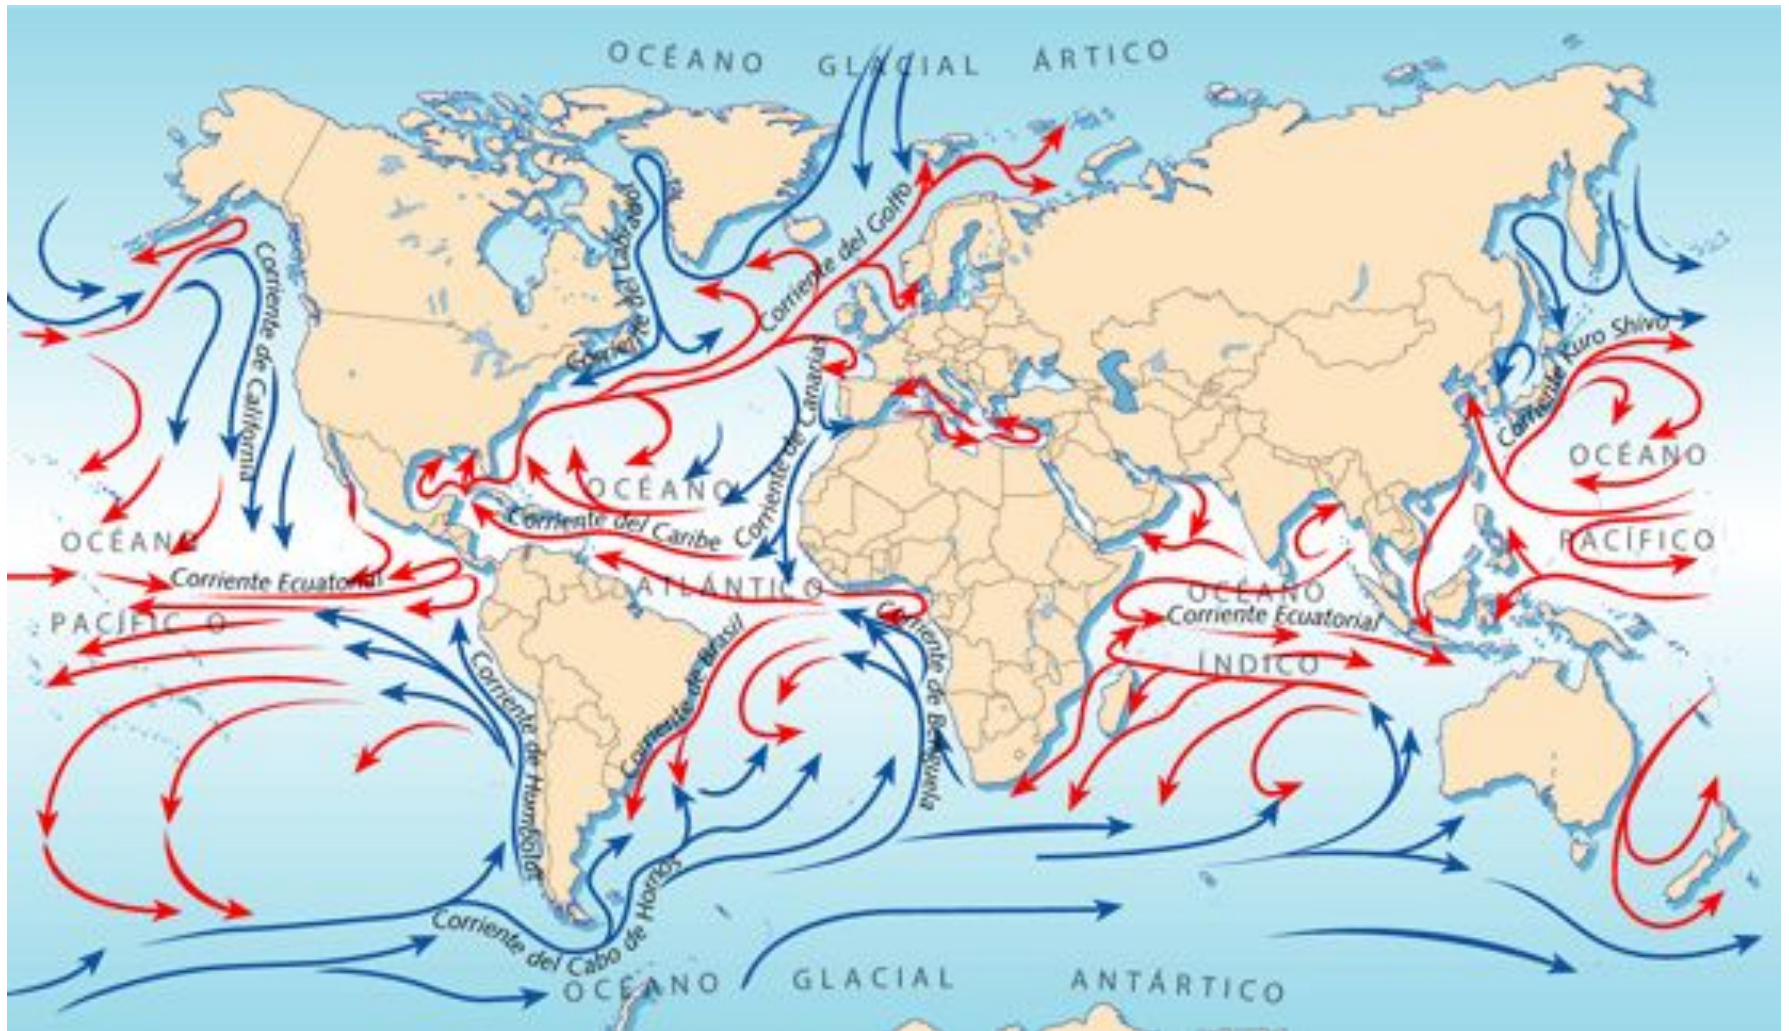 OCÉANO GLACIAL ÁRTICO
Corriente del Labrador
Corriente del Golfo
Corriente de California
Corriente Kuro Shivo
Corriente de Canarias
OCÉANO
PACÍFICO
OCÉANO
ATLÁNTICO
Corriente del Caribe
OCÉANO
PACÍFICO
Corriente Ecuatorial
OCÉANO
ÍNDICO
Corriente Ecuatorial
Corriente de Brasil
Corriente de Benguela
Corriente de Humboldt
Corriente del Cabo de Hornos
OCÉANO GLACIAL ANTÁRTICO